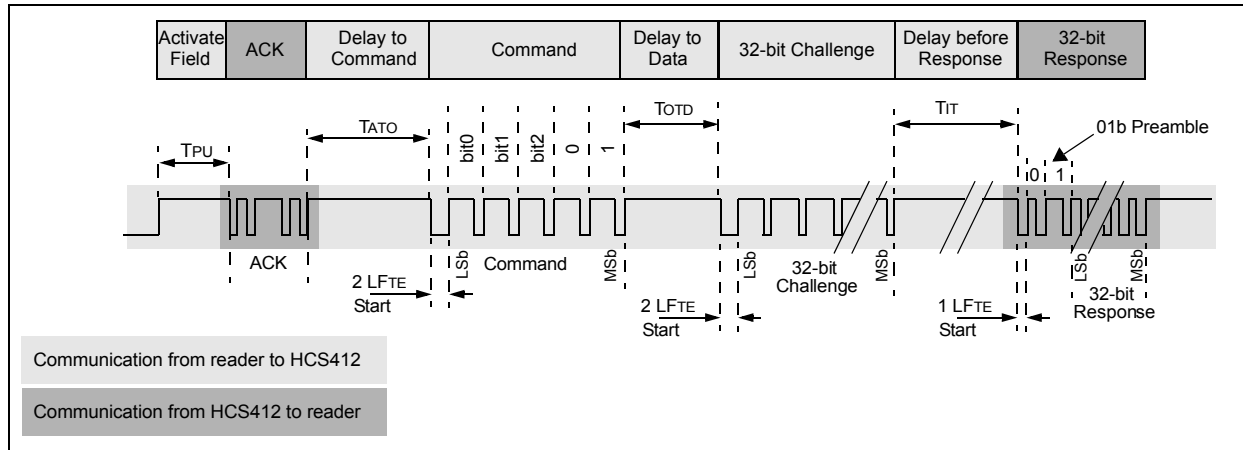 Activate Field
ACK
Delay to Command
Command
Delay to Data
32-bit Challenge
Delay before Response
32-bit Response
TPU
TATO
bit0
bit1
bit2
0
1
TOTD
TIT
01b Preamble
0
1
ACK
LSb
Command
MSb
LSb
32-bit Challenge
MSb
LSb
MSb
32-bit Response
2 LFTE
Start
2 LFTE
Start
1 LFTE
Start
Communication from reader to HCS412
Communication from HCS412 to reader